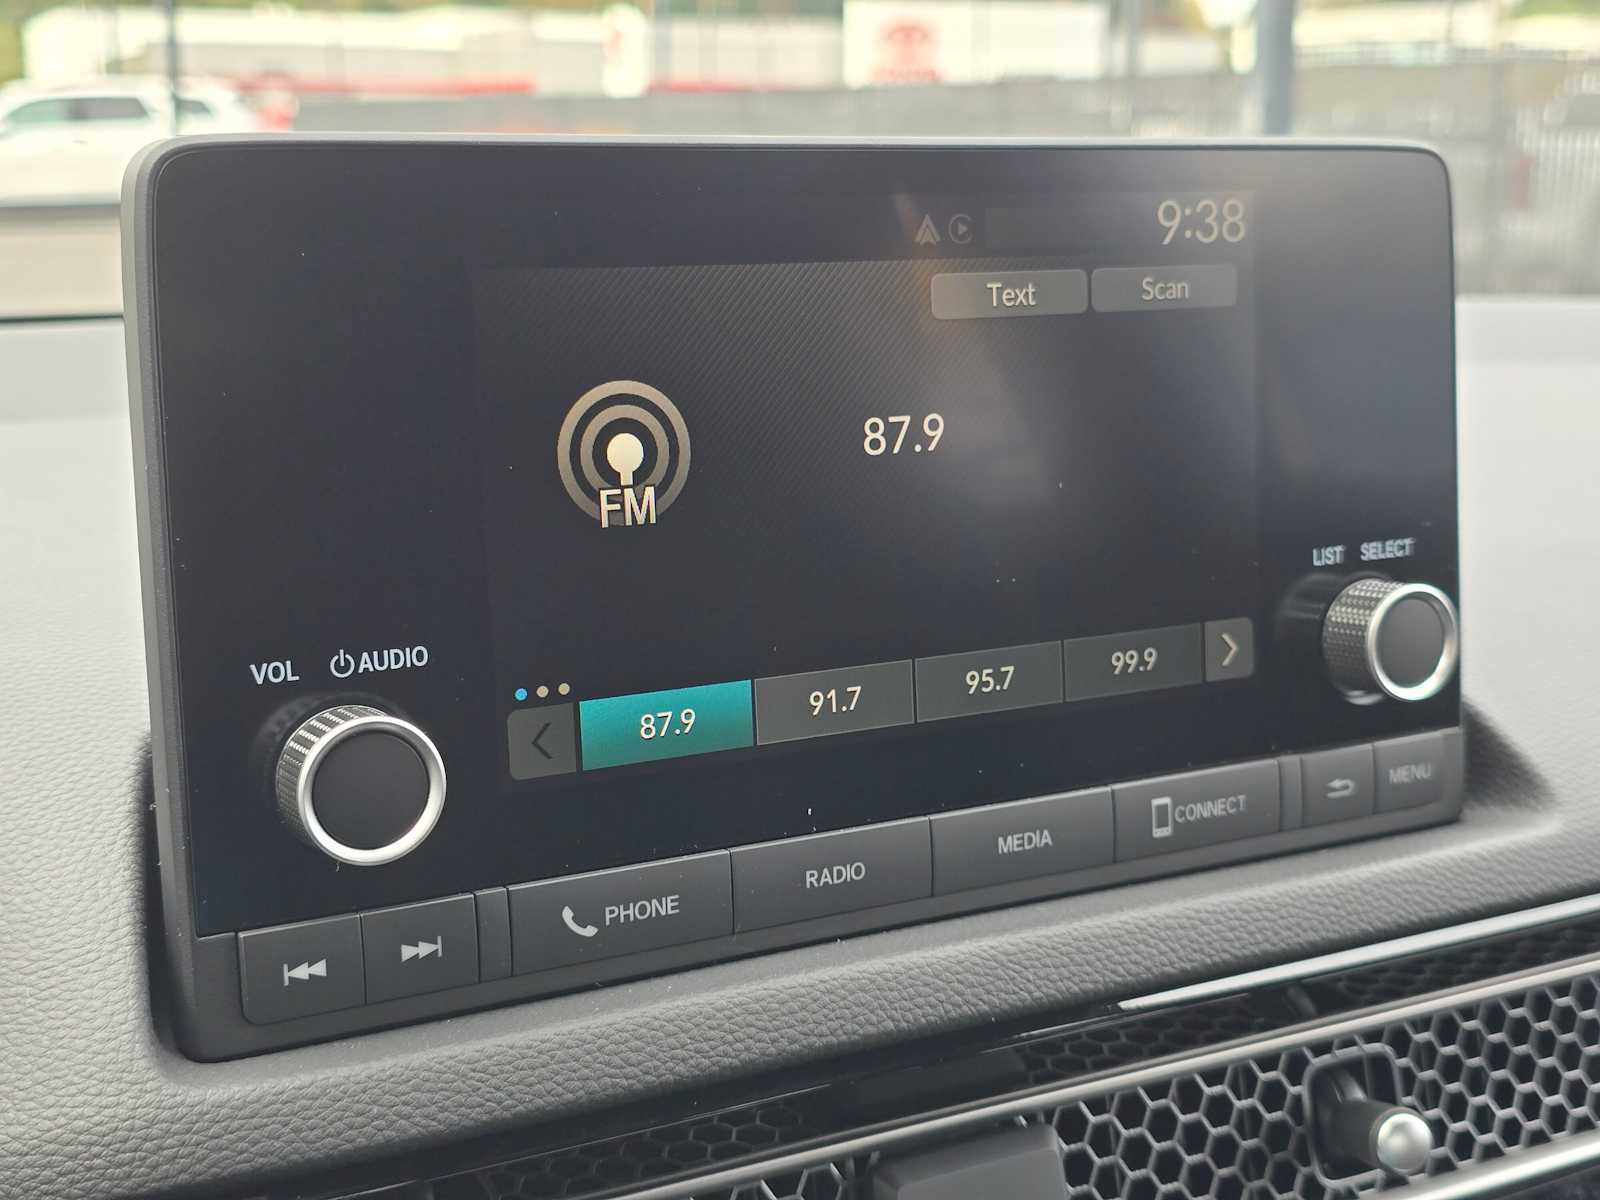 9:38
Text Scan
87.9
FM
LIST SELECT
VOL AUDIO
87.9 91.7 95.7 99.9
PHONE RADIO MEDIA CONNECT MENU